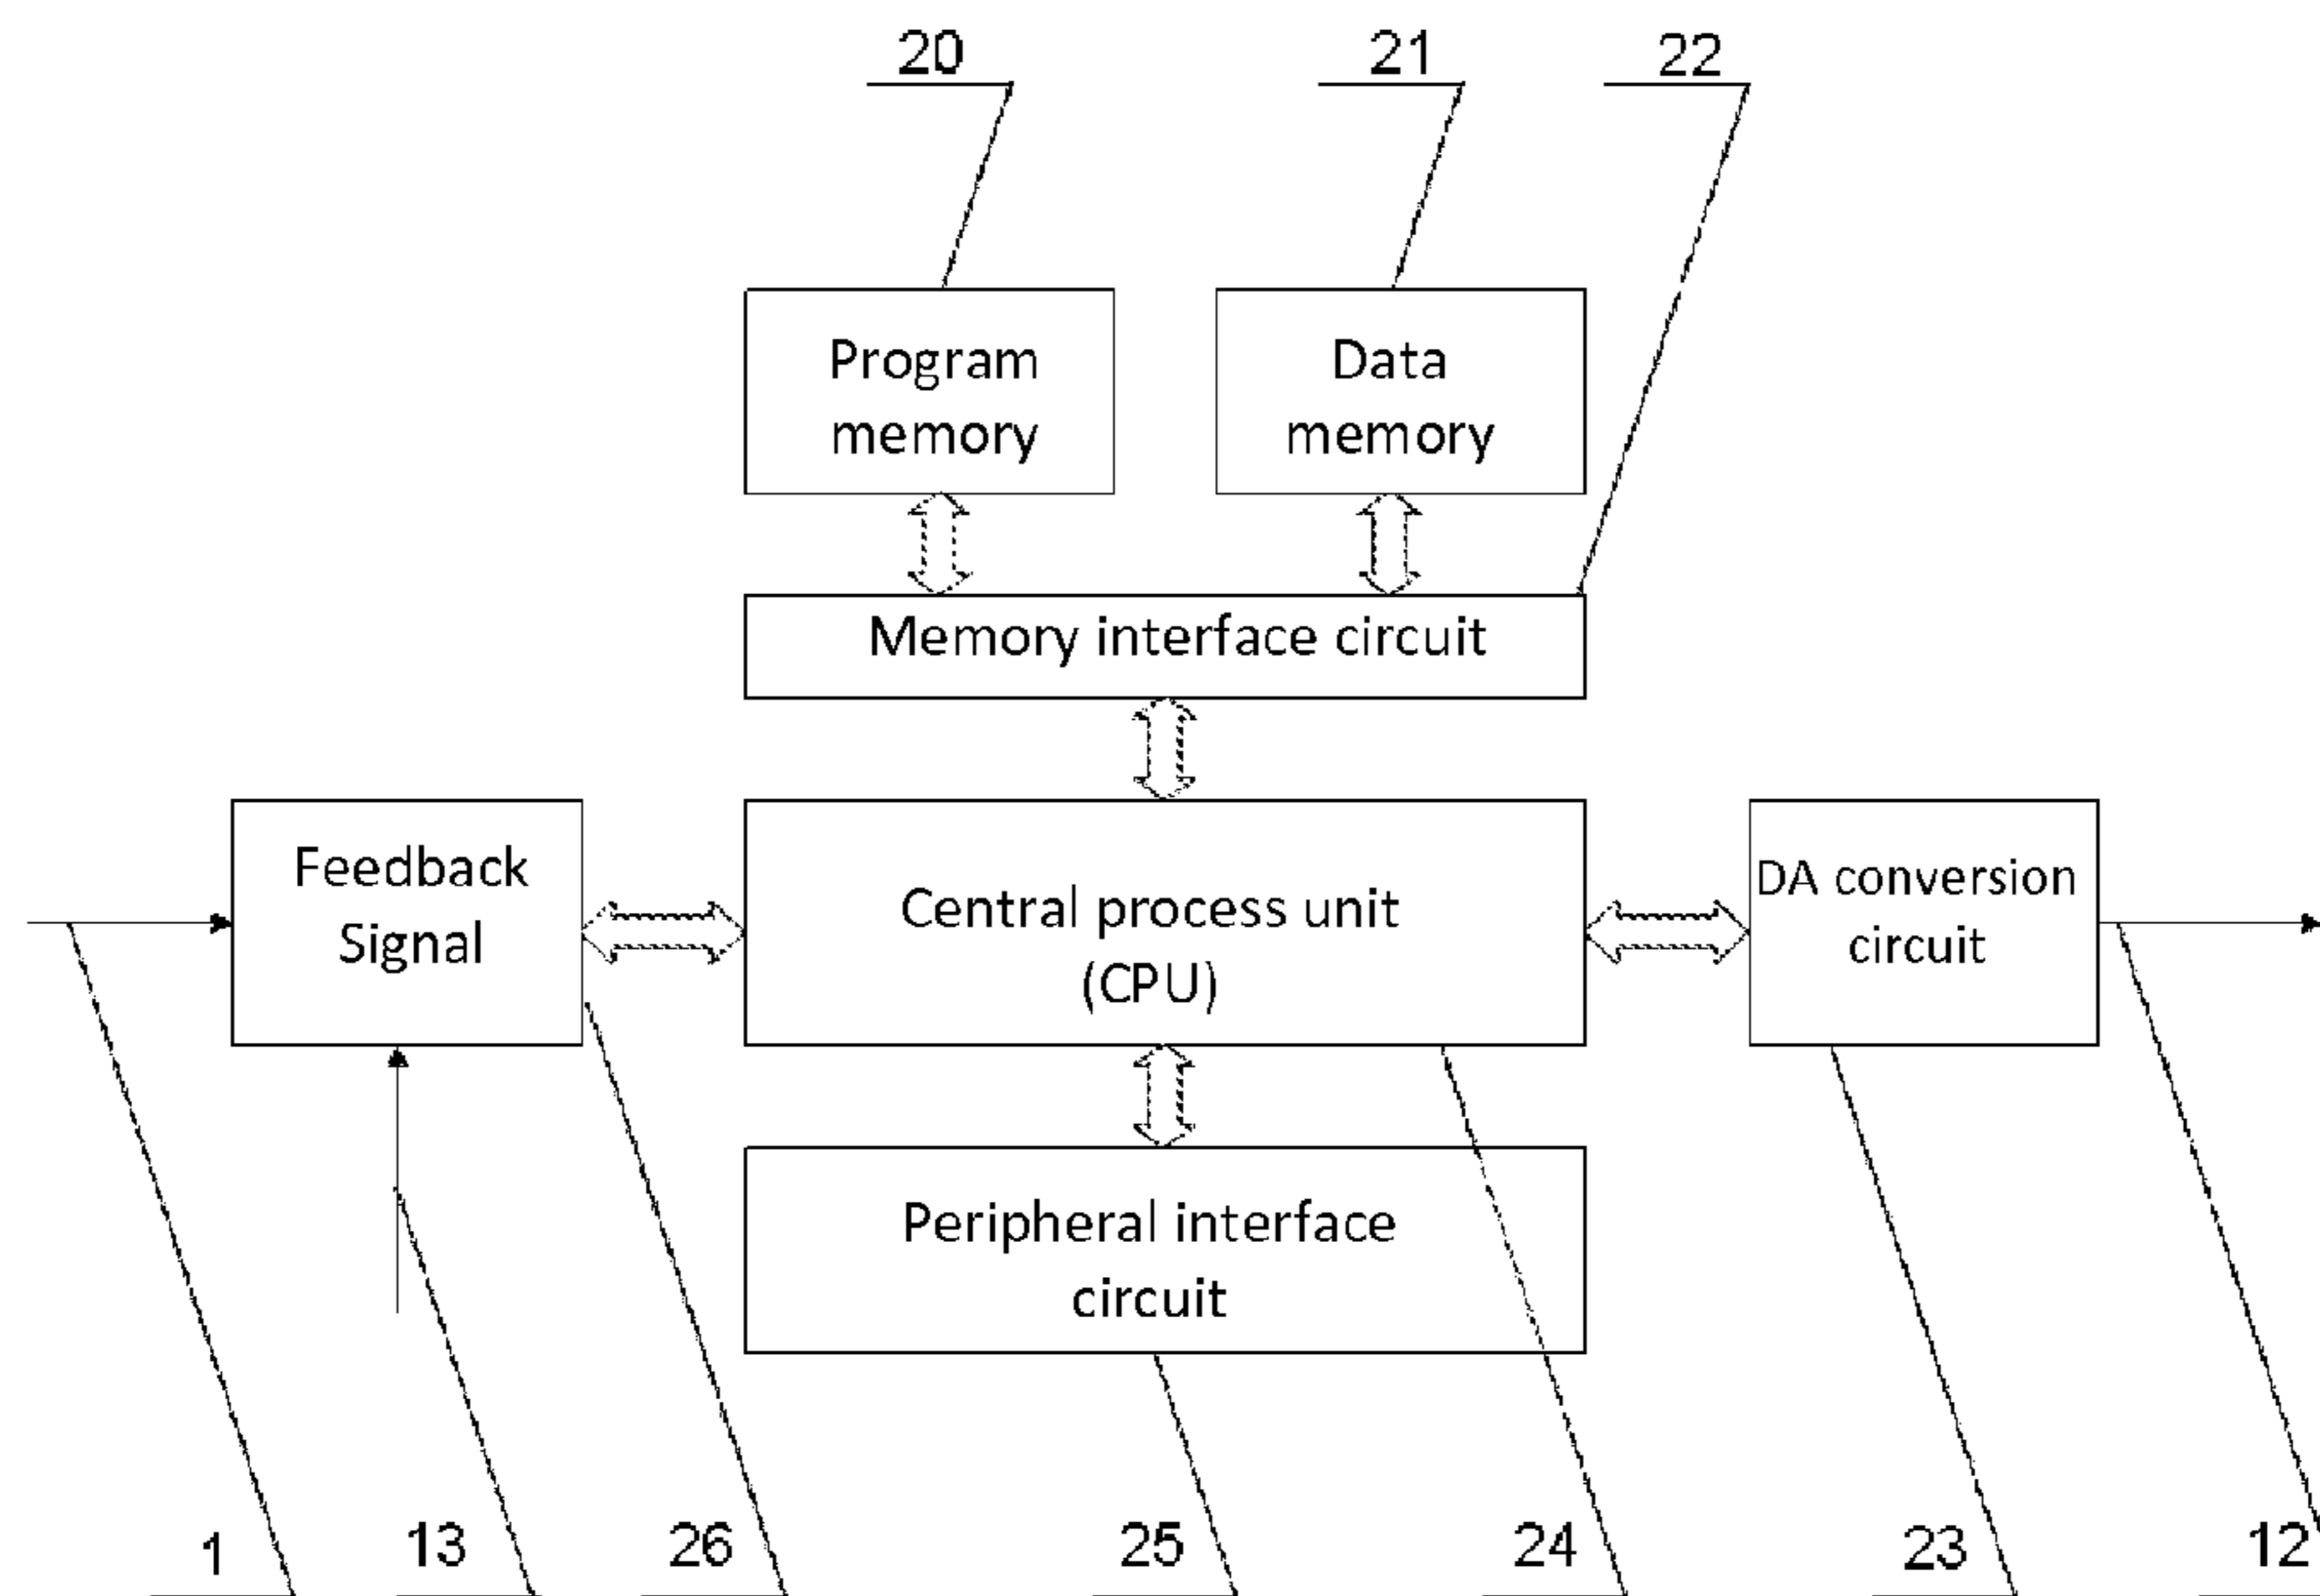 20
21
22
Program
memory
Data
memory
Memory interface circuit
Feedback
Signal
Central process unit
(CPU)
DA conversion
circuit
Peripheral interface
circuit
1
13
26
25
24
23
12